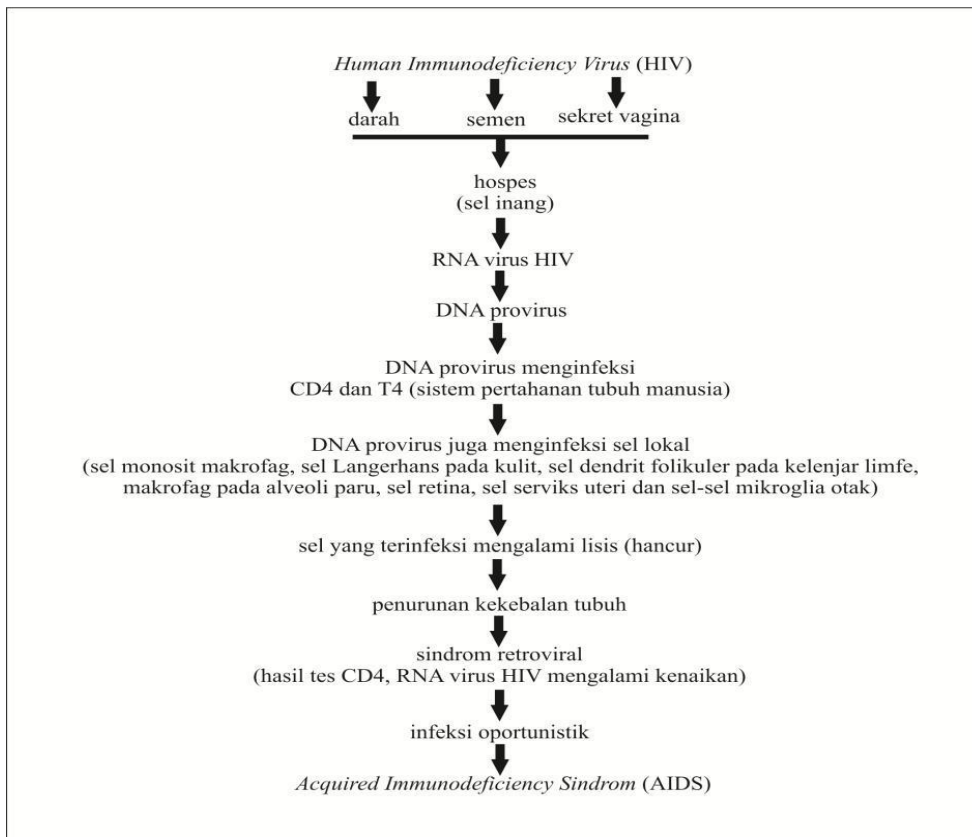 Human Immunodeficiency Virus (HIV)
darah semen sekret vagina
hospes
(sel inang)
RNA virus HIV
DNA provirus
DNA provirus menginfeksi
CD4 dan T4 (sistem pertahanan tubuh manusia)
DNA provirus juga menginfeksi sel lokal
(sel monosit makrofag, sel Langerhans pada kulit, sel dendrit folikuler pada kelenjar limfe,
makrofag pada alveoli paru, sel retina, sel serviks uteri dan sel-sel mikroglia otak)
sel yang terinfeksi mengalami lisis (hancur)
penurunan kekebalan tubuh
sindrom retroviral
(hasil tes CD4, RNA virus HIV mengalami kenaikan)
infeksi oportunistik
Acquired Immunodeficiency Sindrom (AIDS)